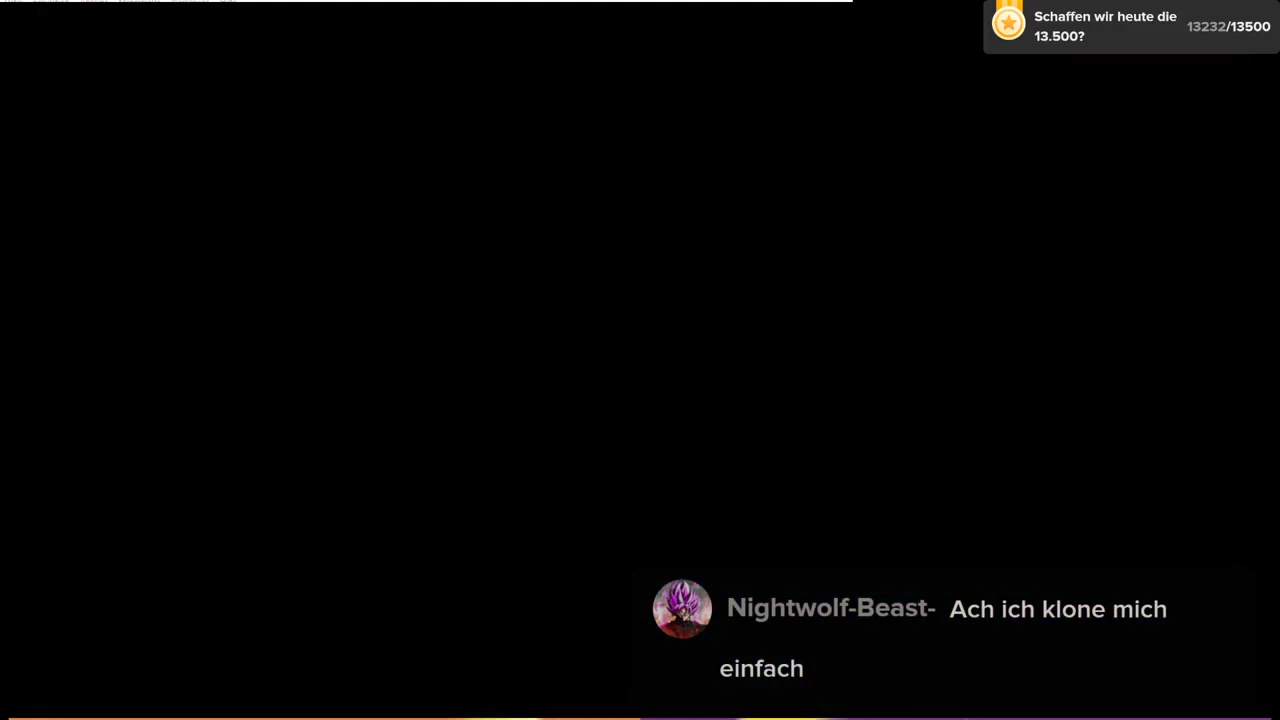 Schaffen wir heute die
13.500?
13232/13500
Nightwolf-Beast- Ach ich klone mich
einfach